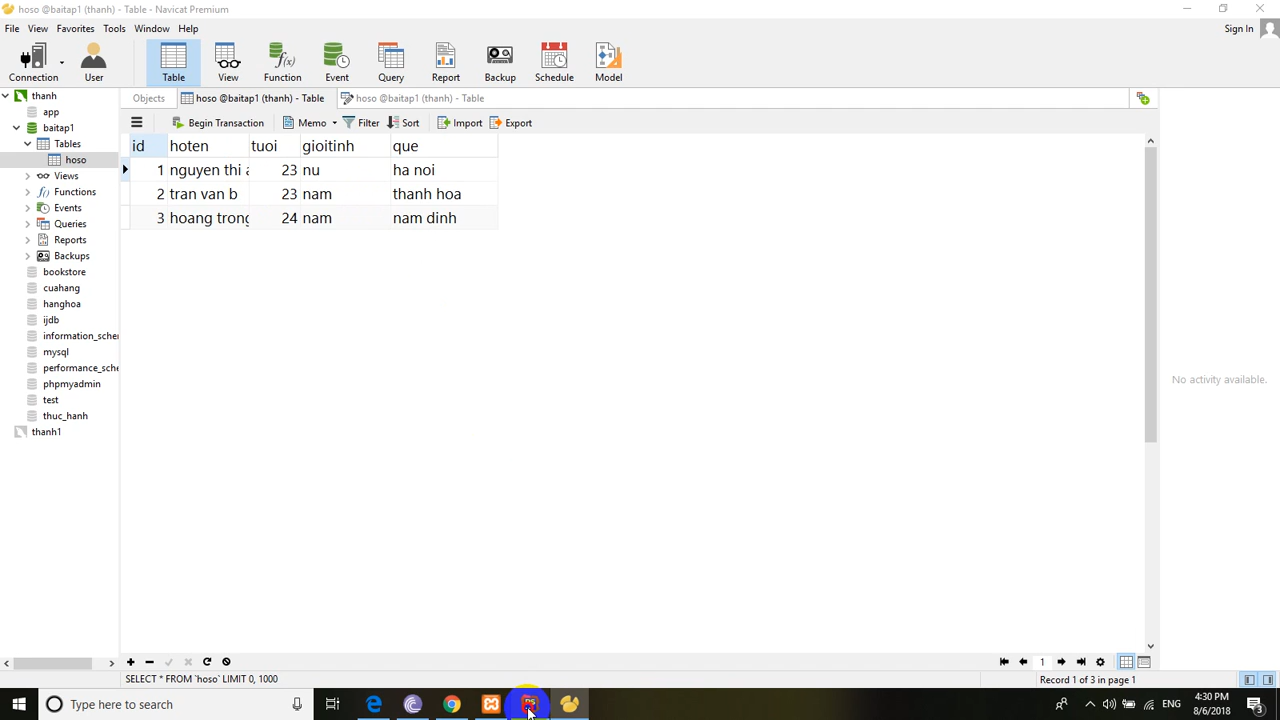 hoso @baitap1 (thanh) - Table - Navicat Premium
File View Favorites Tools Window Help
Sign In
Connection User Table View Function Event Query Report Backup Schedule Model
thanh
app
baitap1
Tables
hoso
Views
Functions
Events
Queries
Reports
Backups
bookstore
cuahang
hanghoa
ijdb
information_sche
mysql
performance_sche
phpmyadmin
test
thuc_hanh
thanh1
Objects hoso @baitap1 (thanh) - Table hoso @baitap1 (thanh) - Table
Begin Transaction Memo Filter Sort Import Export
id hoten tuoi gioitinh que
1 nguyen thi a 23 nu ha noi
2 tran van b 23 nam thanh hoa
3 hoang trong 24 nam nam dinh
No activity available.
1
SELECT * FROM `hoso` LIMIT 0, 1000
Record 1 of 3 in page 1
Type here to search
ENG
4:30 PM
8/6/2018
3